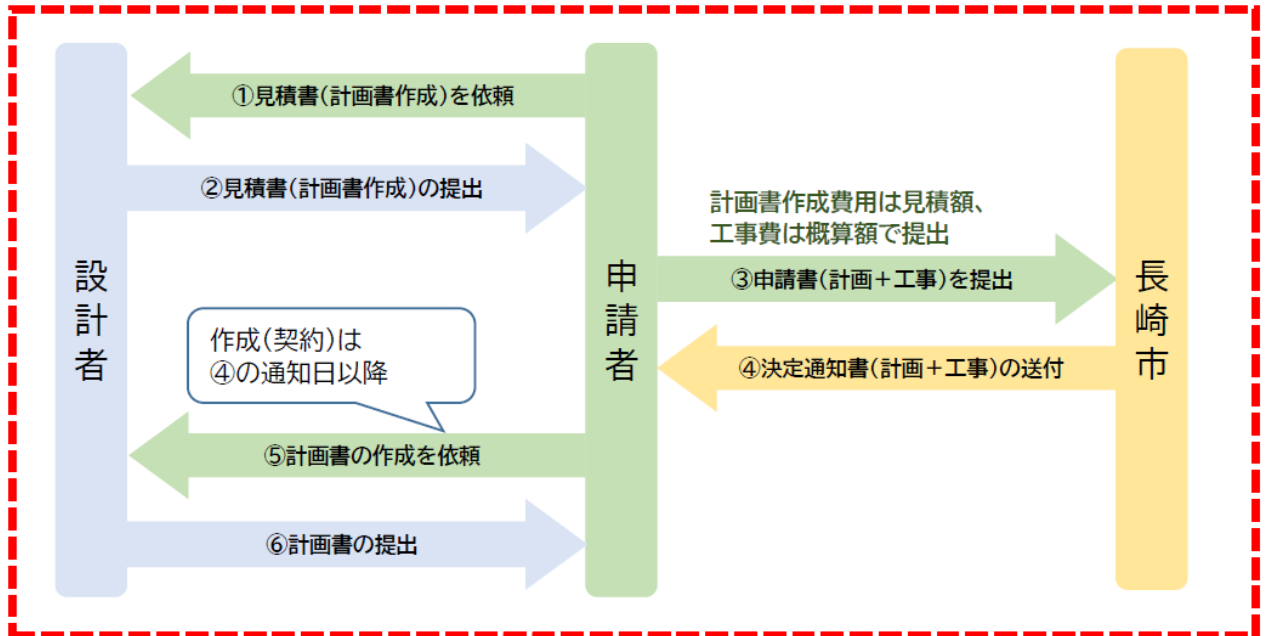 ①見積書(計画書作成)を依頼
②見積書(計画書作成)の提出
計画書作成費用は見積額、
工事費は概算額で提出
設計者
申請者
長崎市
③申請書(計画+工事)を提出
作成(契約)は
④の通知日以降
④決定通知書(計画+工事)の送付
⑤計画書の作成を依頼
⑥計画書の提出